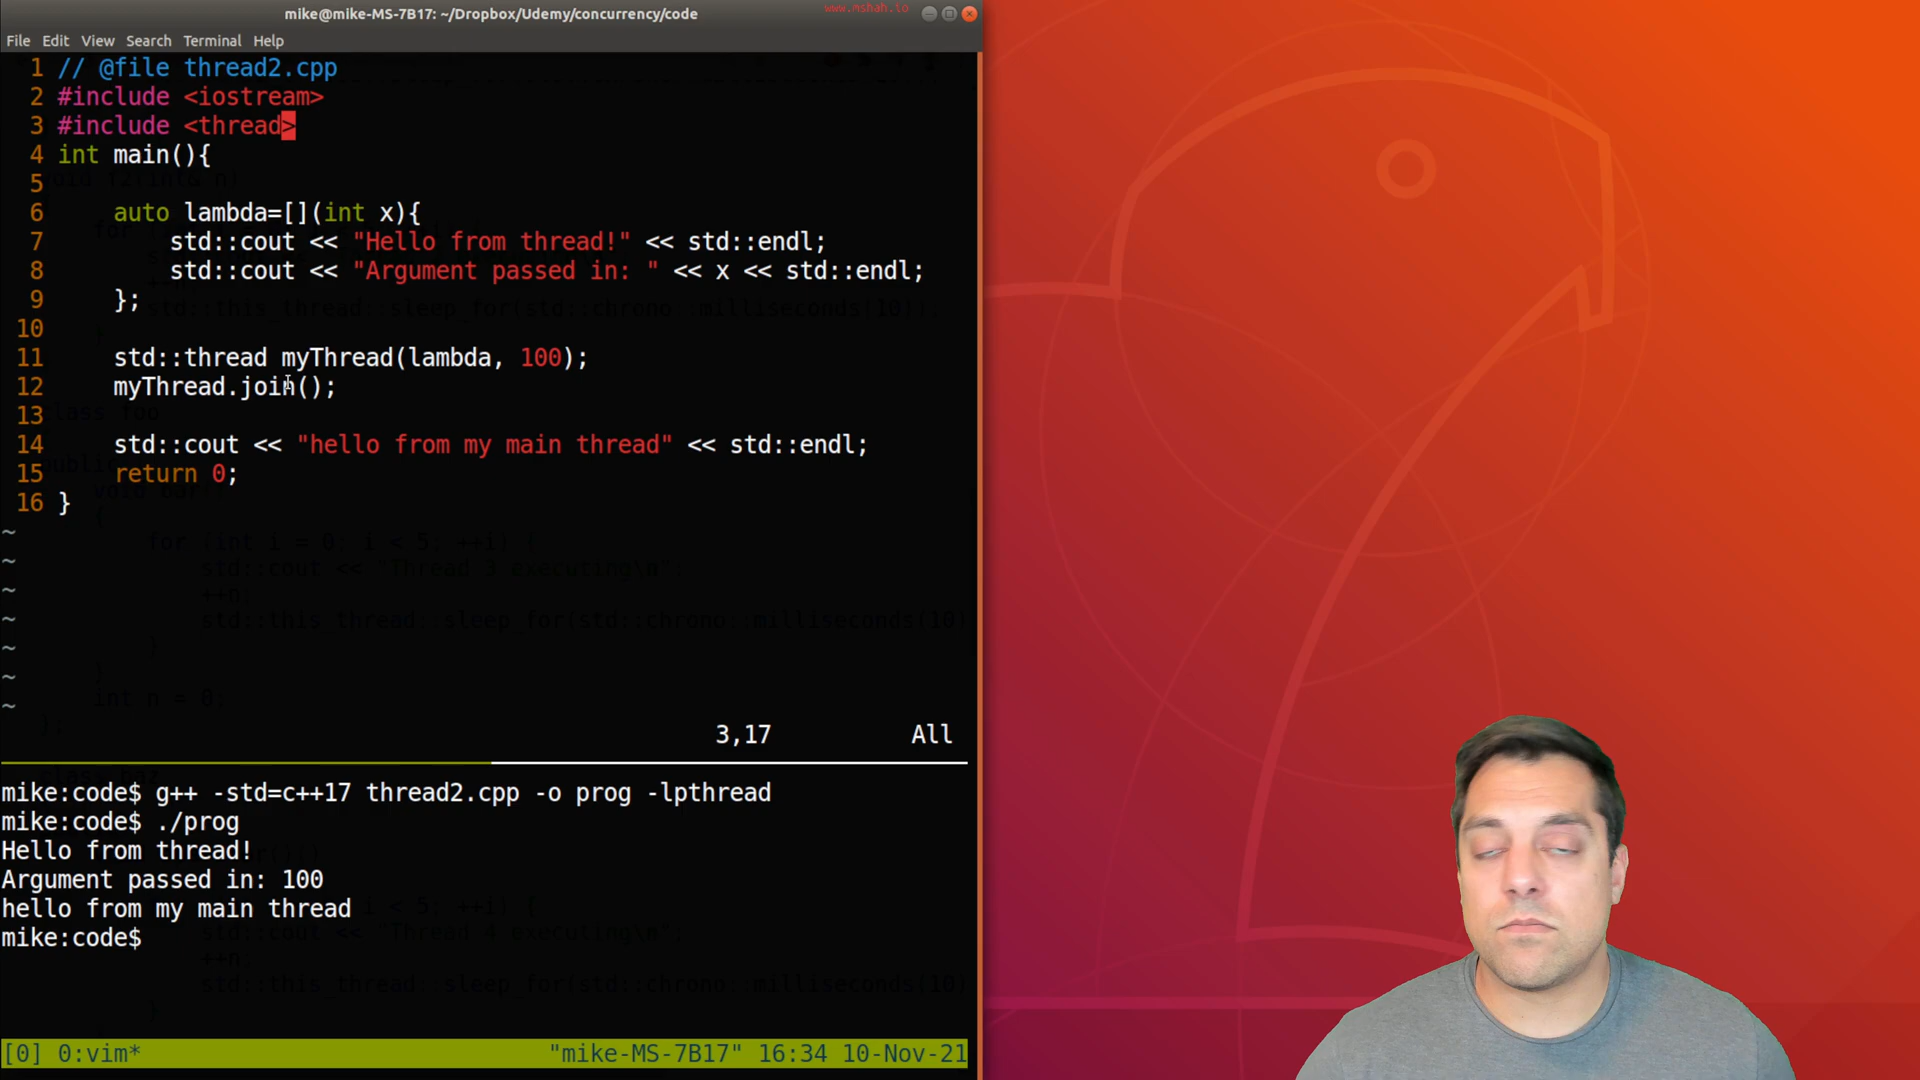 mike@mike-MS-7B17: ~/Dropbox/Udemy/concurrency/code
www.mshah.io
File Edit View Search Terminal Help
1 // @file thread2.cpp
2 #include <iostream>
3 #include <thread>
4 int main(){
5
6 auto lambda=[](int x){
7 std::cout << "Hello from thread!" << std::endl;
8 std::cout << "Argument passed in: " << x << std::endl;
9 };
10
11 std::thread myThread(lambda, 100);
12 myThread.join();
13
14 std::cout << "hello from my main thread" << std::endl;
15 return 0;
16 }
~
~
~
~
~
~
~
3,17 All
mike:code$ g++ -std=c++17 thread2.cpp -o prog -lpthread
mike:code$ ./prog
Hello from thread!
Argument passed in: 100
hello from my main thread
mike:code$
[0] 0:vim* "mike-MS-7B17" 16:34 10-Nov-21